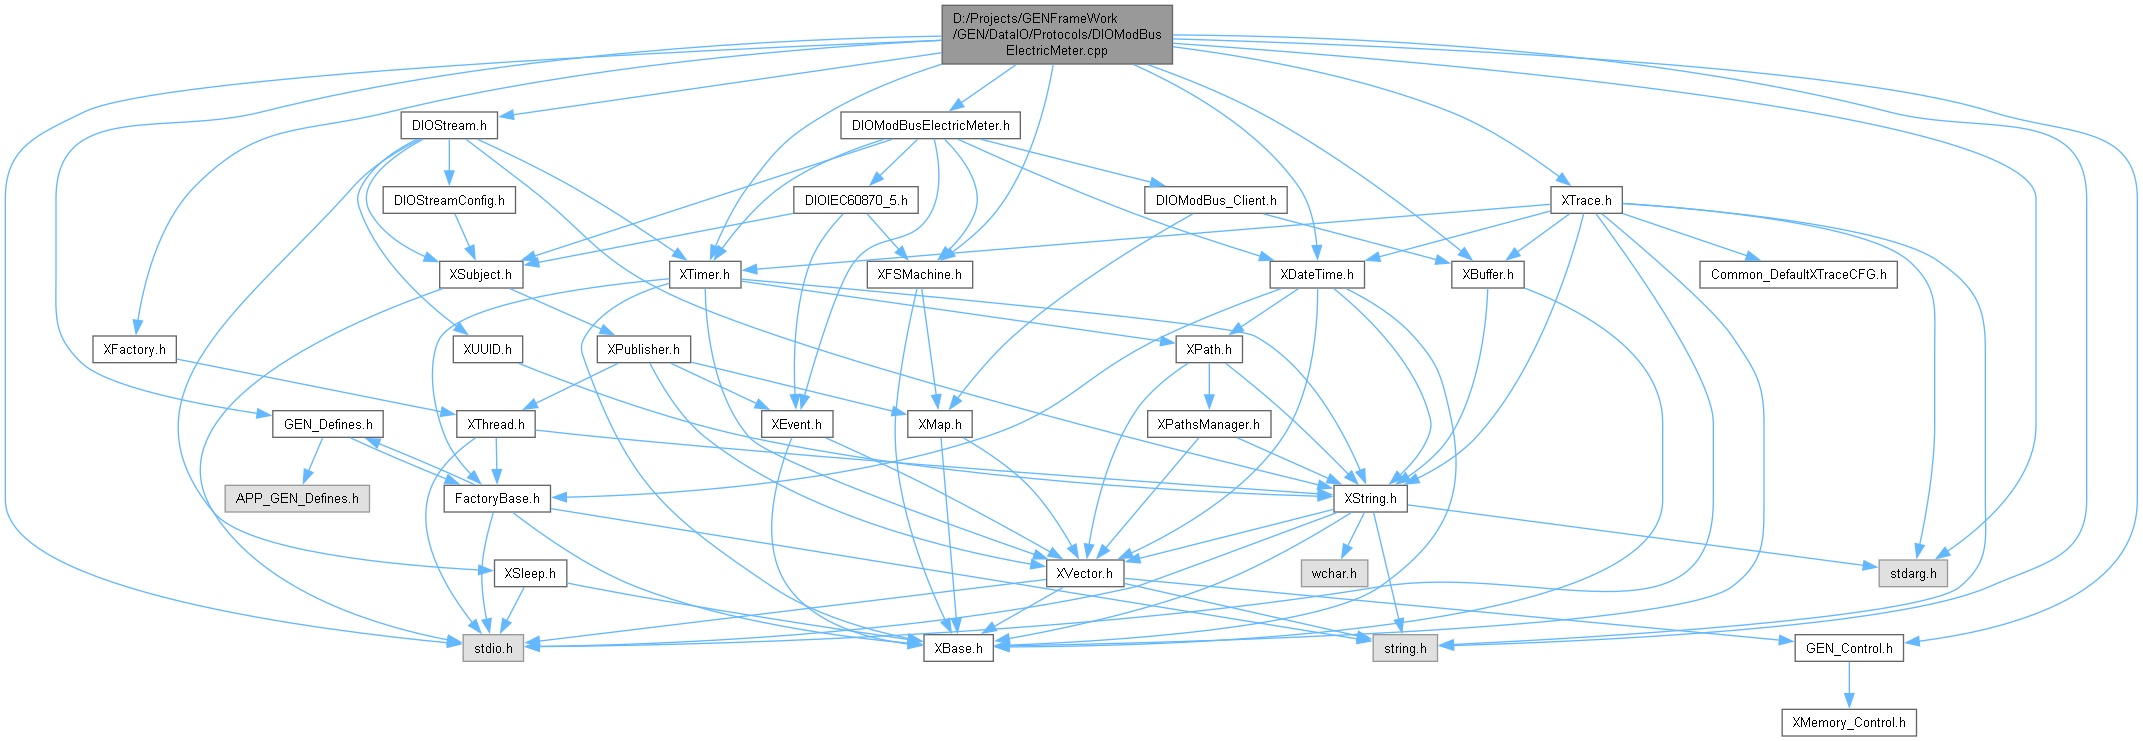 D:/Projects/GENFrameWork
/GEN/DataIO/Protocols/DIOModBus
ElectricMeter.cpp
DIOStream.h
DIOModBusElectricMeter.h
DIOStreamConfig.h
DIOIEC60870_5.h
DIOModBus_Client.h
XTrace.h
XSubject.h
XTimer.h
XFSMachine.h
XDateTime.h
XBuffer.h
Common_DefaultXTraceCFG.h
XFactory.h
XUUID.h
XPublisher.h
XPath.h
GEN_Defines.h
XThread.h
XEvent.h
XMap.h
XPathsManager.h
APP_GEN_Defines.h
FactoryBase.h
XString.h
XSleep.h
XVector.h
wchar.h
stdarg.h
stdio.h
XBase.h
string.h
GEN_Control.h
XMemory_Control.h